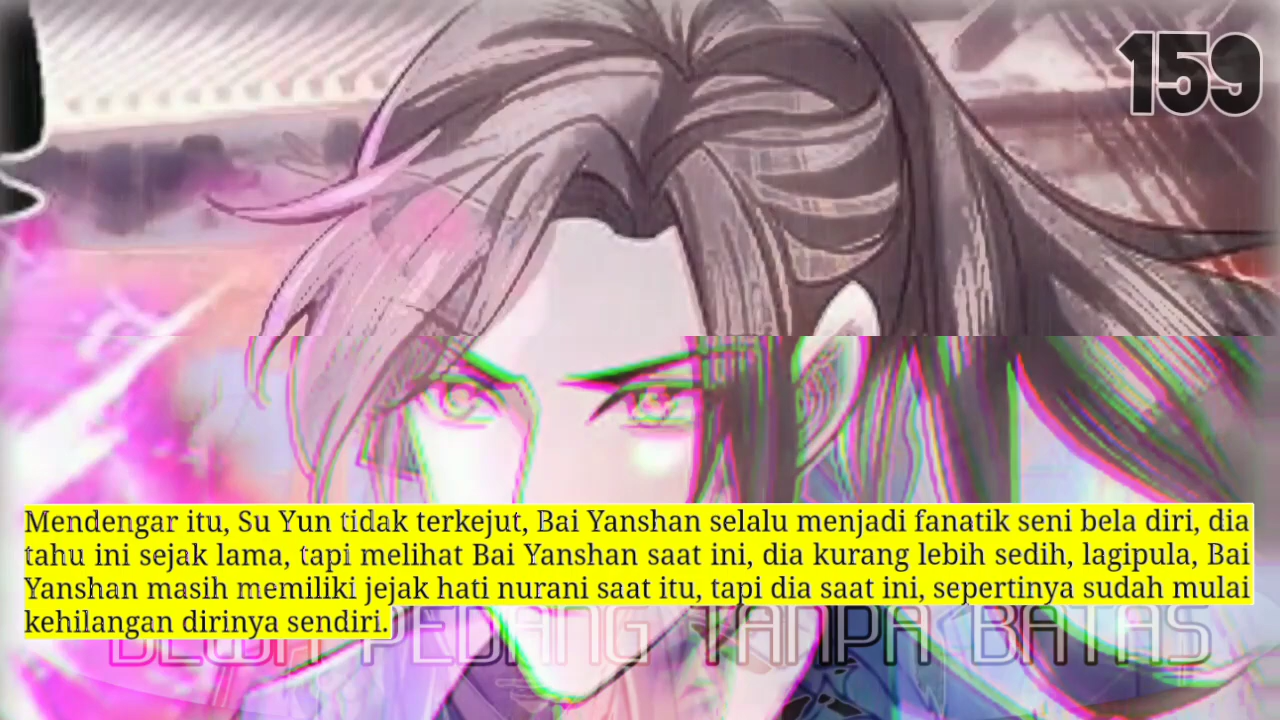 159
Mendengar itu, Su Yun tidak terkejut, Bai Yanshan selalu menjadi fanatik seni bela diri, dia
tahu ini sejak lama, tapi melihat Bai Yanshan saat ini, dia kurang lebih sedih, lagipula, Bai
Yanshan masih memiliki jejak hati nurani saat itu, tapi dia saat ini, sepertinya sudah mulai
kehilangan dirinya sendiri.
DEWA PEDANG TANPA BATAS